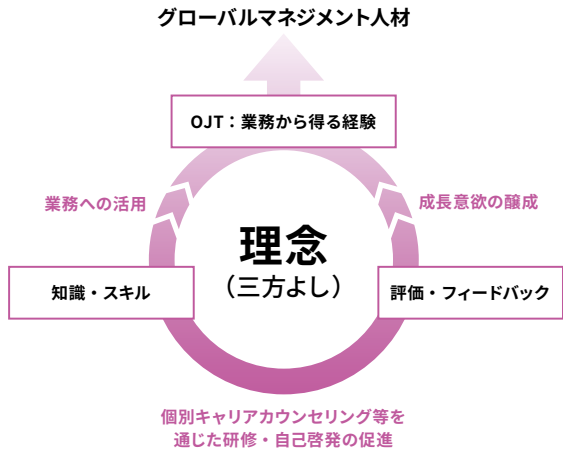 グローバルマネジメント人材
OJT：業務から得る経験
業務への活用
成長意欲の醸成
理念
（三方よし）
知識・スキル
評価・フィードバック
個別キャリアカウンセリング等を
通じた研修・自己啓発の促進